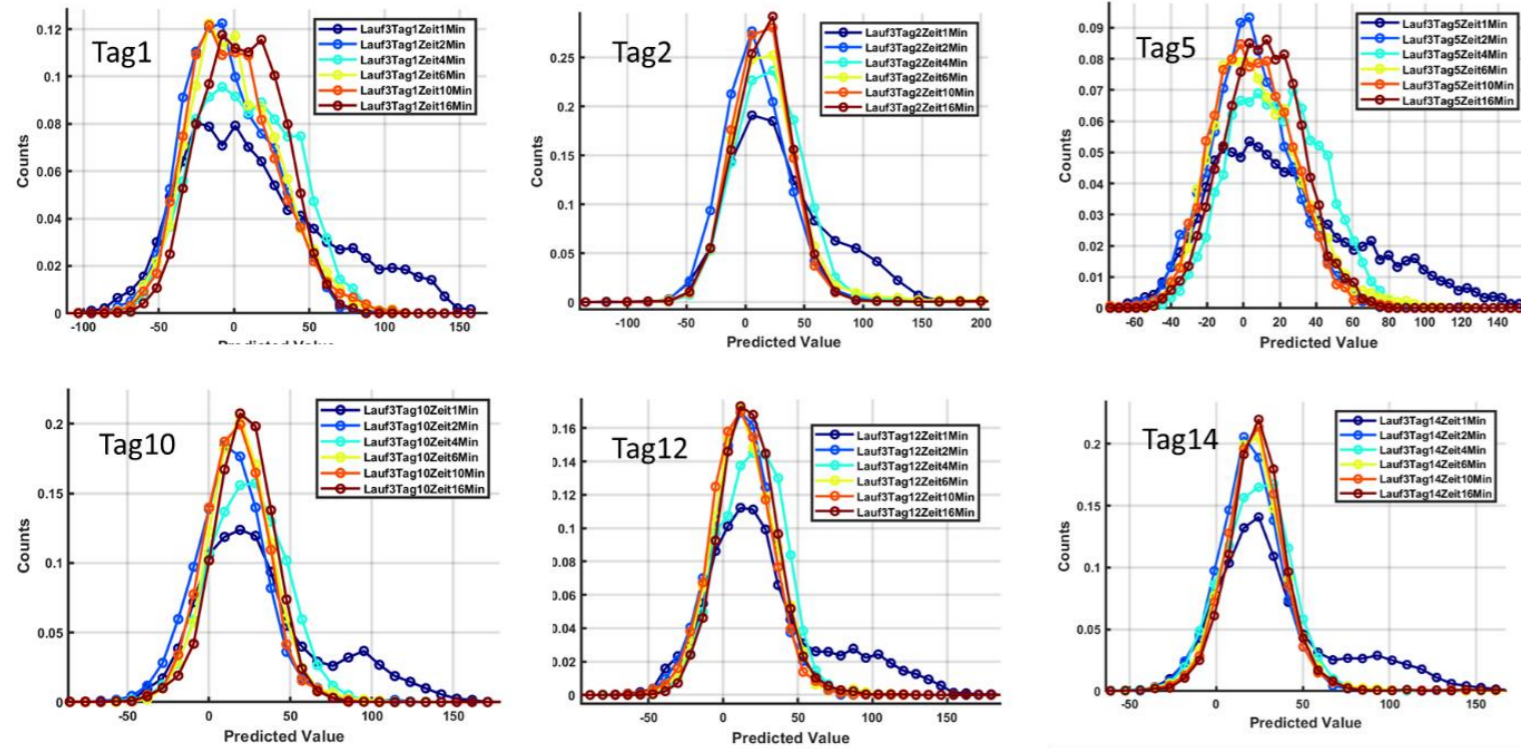 Tag1
Lauf3Tag1Zeit1Min
Lauf3Tag1Zeit2Min
Lauf3Tag1Zeit4Min
Lauf3Tag1Zeit6Min
Lauf3Tag1Zeit10Min
Lauf3Tag1Zeit16Min
Counts
0.12
0.1
0.08
0.06
0.04
0.02
0
-100
-50
0
50
100
150
Predicted Value
Tag2
Lauf3Tag2Zeit1Min
Lauf3Tag2Zeit2Min
Lauf3Tag2Zeit4Min
Lauf3Tag2Zeit6Min
Lauf3Tag2Zeit10Min
Lauf3Tag2Zeit16Min
Counts
0.25
0.2
0.15
0.1
0.05
0
-100
-50
0
50
100
150
200
Predicted Value
Tag5
Lauf3Tag5Zeit1Min
Lauf3Tag5Zeit2Min
Lauf3Tag5Zeit4Min
Lauf3Tag5Zeit6Min
Lauf3Tag5Zeit10Min
Lauf3Tag5Zeit16Min
Counts
0.09
0.08
0.07
0.06
0.05
0.04
0.03
0.02
0.01
0
-60
-40
-20
0
20
40
60
80
100
120
140
Predicted Value
Tag10
Lauf3Tag10Zeit1Min
Lauf3Tag10Zeit2Min
Lauf3Tag10Zeit4Min
Lauf3Tag10Zeit6Min
Lauf3Tag10Zeit10Min
Lauf3Tag10Zeit16Min
Counts
0.2
0.15
0.1
0.05
0
-50
0
50
100
150
Predicted Value
Tag12
Lauf3Tag12Zeit1Min
Lauf3Tag12Zeit2Min
Lauf3Tag12Zeit4Min
Lauf3Tag12Zeit6Min
Lauf3Tag12Zeit10Min
Lauf3Tag12Zeit16Min
Counts
0.16
0.14
0.12
0.1
0.08
0.06
0.04
0.02
0
-50
0
50
100
150
Predicted Value
Tag14
Lauf3Tag14Zeit1Min
Lauf3Tag14Zeit2Min
Lauf3Tag14Zeit4Min
Lauf3Tag14Zeit6Min
Lauf3Tag14Zeit10Min
Lauf3Tag14Zeit16Min
Counts
0.2
0.15
0.1
0.05
0
-50
0
50
100
150
Predicted Value